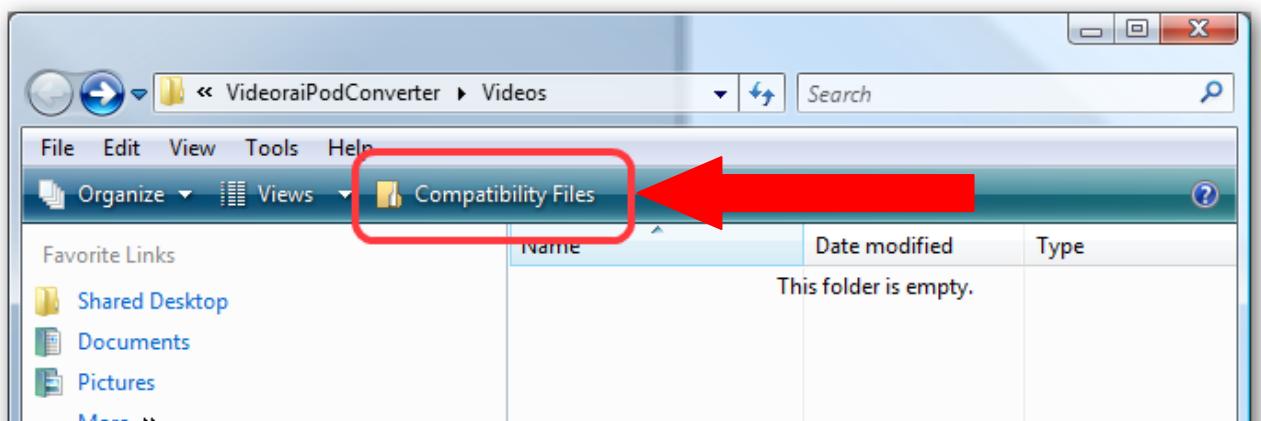 « VideoraiPodConverter Videos
Search
File Edit View Tools Help
Organize Views Compatibility Files
Favorite Links
Name Date modified Type
This folder is empty.
Shared Desktop
Documents
Pictures
More »